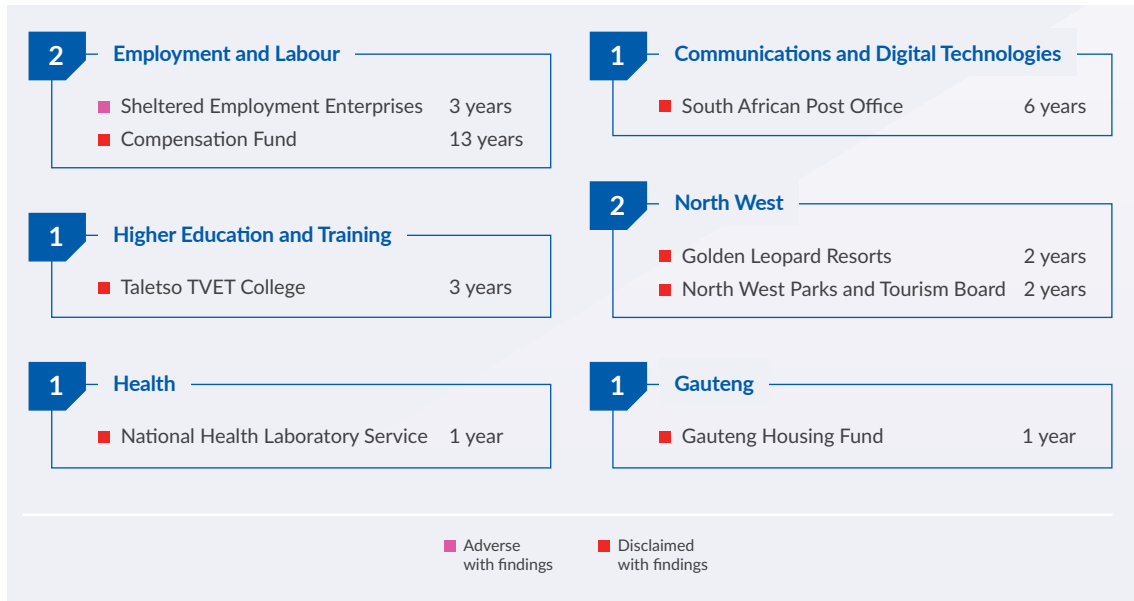 2 Employment and Labour
Sheltered Employment Enterprises 3 years
Compensation Fund 13 years
1 Higher Education and Training
Taletso TVET College 3 years
1 Health
National Health Laboratory Service 1 year
1 Communications and Digital Technologies
South African Post Office 6 years
2 North West
Golden Leopard Resorts 2 years
North West Parks and Tourism Board 2 years
1 Gauteng
Gauteng Housing Fund 1 year
Adverse
with findings
Disclaimed
with findings